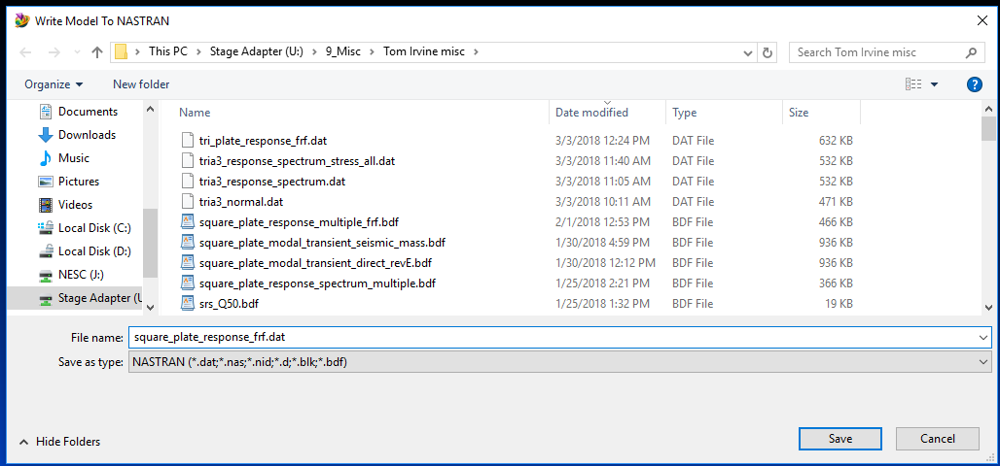 Write Model To NASTRAN
This PC > Stage Adapter (U:) > 9_Misc > Tom Irvine misc >
Search Tom Irvine misc
Organize
New folder
?
Documents
Downloads
Music
Pictures
Videos
Local Disk (C:)
Local Disk (D:)
NESC (J:)
Stage Adapter (U
Name Date modified Type Size
tri_plate_response_frf.dat 3/3/2018 12:24 PM DAT File 632 KB
tria3_response_spectrum_stress_all.dat 3/3/2018 11:40 AM DAT File 532 KB
tria3_response_spectrum.dat 3/3/2018 11:05 AM DAT File 532 KB
tria3_normal.dat 3/3/2018 10:11 AM DAT File 471 KB
square_plate_response_multiple_frf.bdf 2/1/2018 12:53 PM BDF File 466 KB
square_plate_modal_transient_seismic_mass.bdf 1/30/2018 4:59 PM BDF File 936 KB
square_plate_modal_transient_direct_revE.bdf 1/30/2018 12:12 PM BDF File 936 KB
square_plate_response_spectrum_multiple.bdf 1/25/2018 2:21 PM BDF File 366 KB
srs_Q50.bdf 1/25/2018 1:32 PM BDF File 19 KB
File name: square_plate_response_frf.dat
Save as type: NASTRAN (*.dat;*.nas;*.nid;*.d;*.blk;*.bdf)
Hide Folders
Save
Cancel